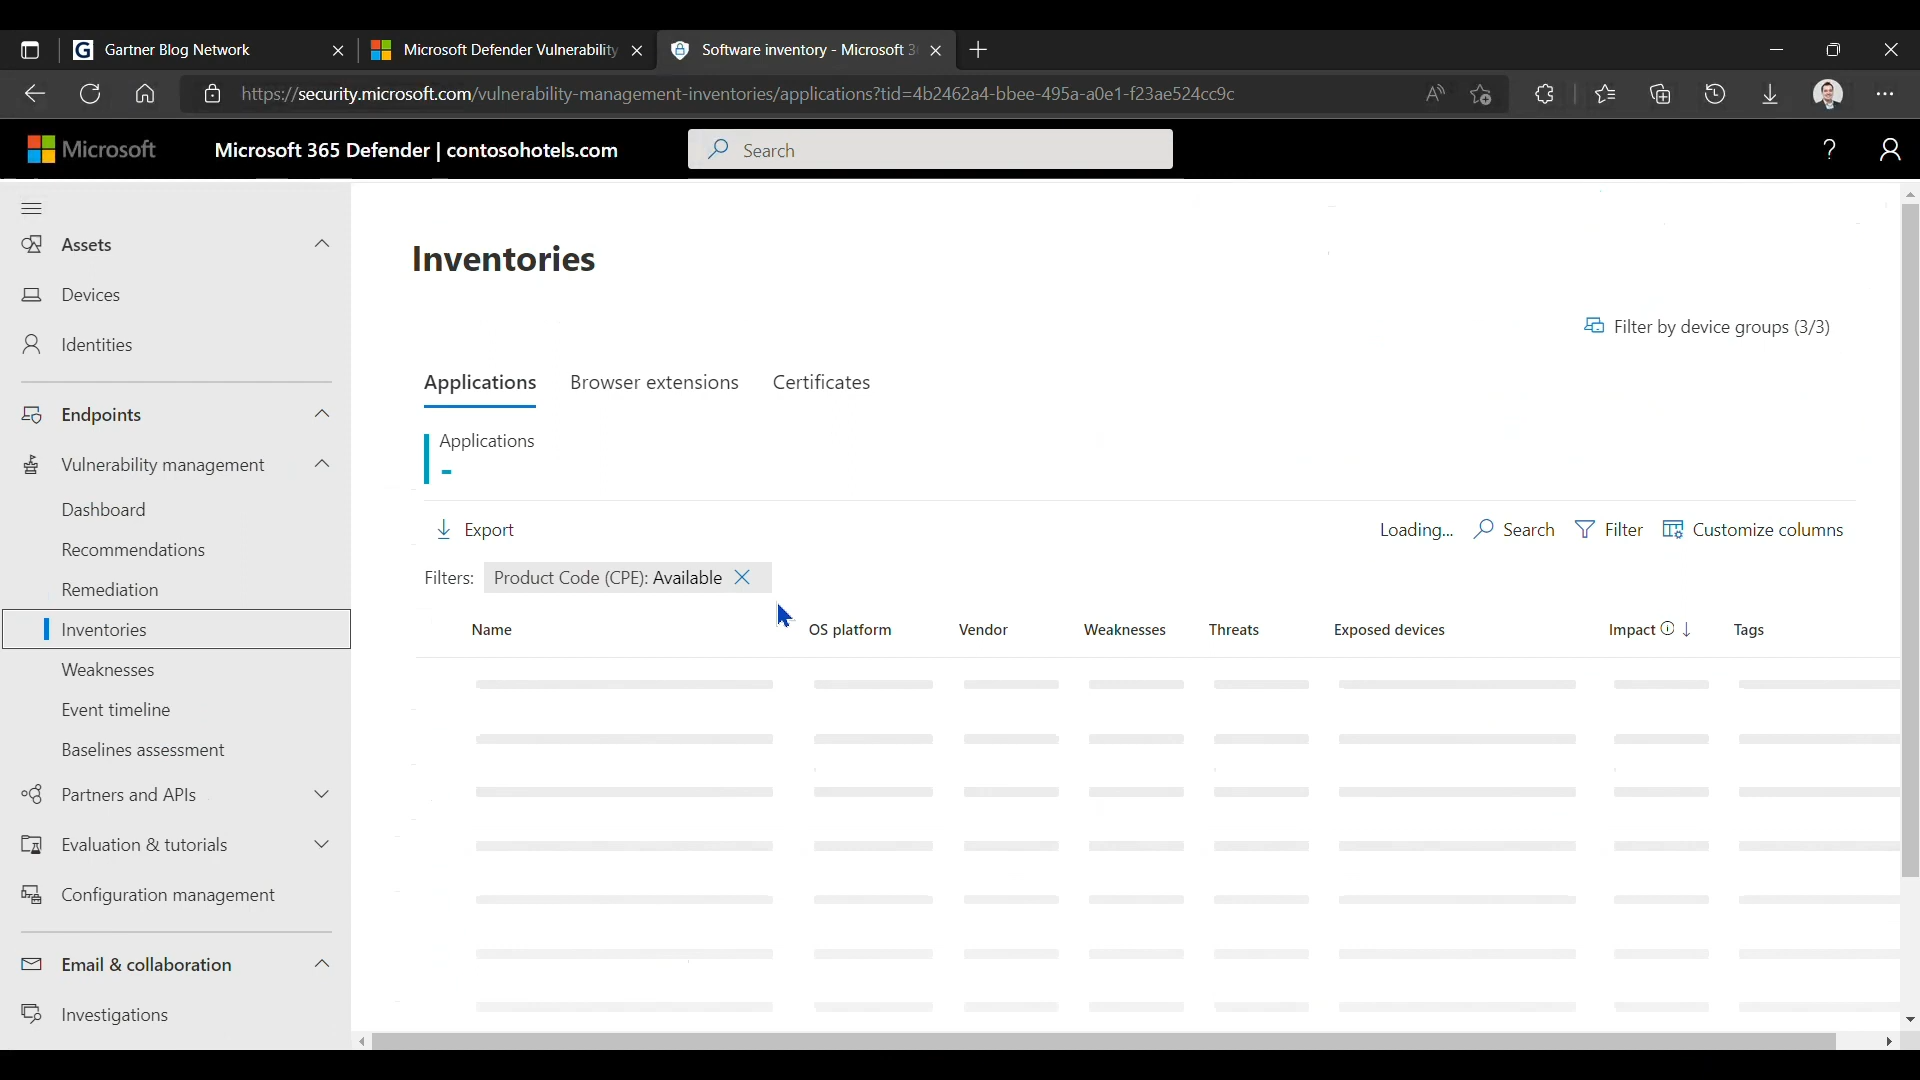 Gartner Blog Network
Microsoft Defender Vulnerability
Software inventory - Microsoft 3
https://security.microsoft.com/vulnerability-management-inventories/applications?tid=4b2462a4-bbee-495a-a0e1-f23ae524cc9c
Microsoft
Microsoft 365 Defender | contosohotels.com
Search
Assets
Devices
Identities
Endpoints
Vulnerability management
Dashboard
Recommendations
Remediation
Inventories
Weaknesses
Event timeline
Baselines assessment
Partners and APIs
Evaluation & tutorials
Configuration management
Email & collaboration
Investigations
Inventories
Filter by device groups (3/3)
Applications Browser extensions Certificates
Applications
-
Export Loading... Search Filter Customize columns
Filters: Product Code (CPE): Available
Name OS platform Vendor Weaknesses Threats Exposed devices Impact Tags